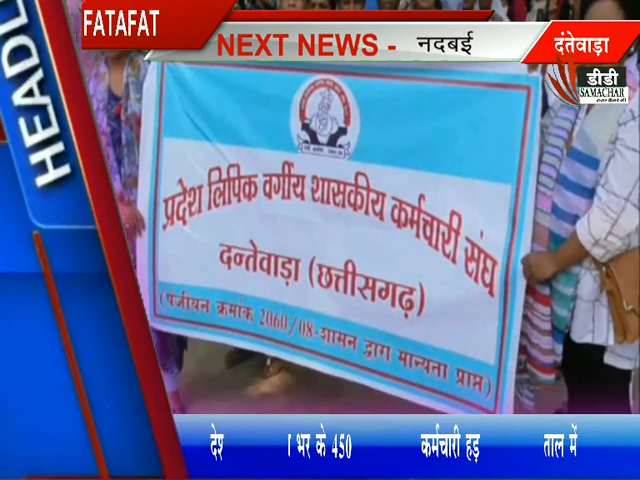 FATAFAT
HEADL
NEXT NEWS - नदबई
दंतेवाड़ा
डीडी
SAMACHAR
प्रदेश लिपिक वर्गीय शासकीय कर्मचारी संघ
दन्तेवाड़ा (छत्तीसगढ़)
(पंजीयन क्रमांक 2060/08-शासन द्वारा मान्यता प्राप्त)
देश भर के 450 कर्मचारी हड़ ताल में